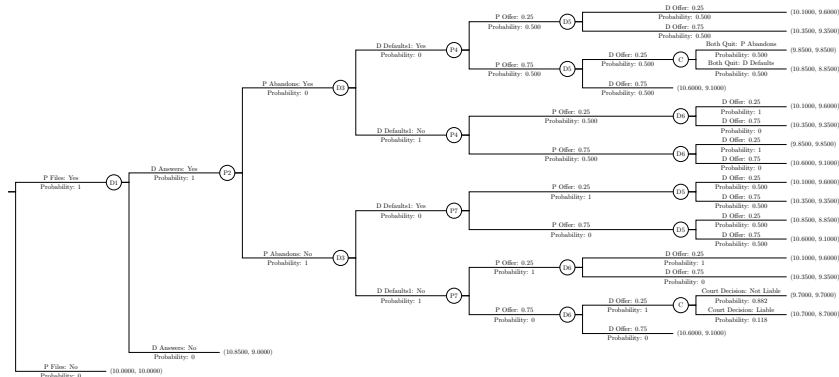 D Offer: 0.25
Probability: 0.500
(10.1000, 9.6000)
P Offer: 0.25
Probability: 0.500
D5
D Offer: 0.75
Probability: 0.500
(10.3500, 9.3500)
D Defaults1: Yes
Probability: 0
P4
Both Quit: P Abandons
Probability: 0.500
(9.8500, 9.8500)
D Offer: 0.25
Probability: 0.500
C
Both Quit: D Defaults
Probability: 0.500
(10.8500, 8.8500)
P Offer: 0.75
Probability: 0.500
D5
D Offer: 0.75
Probability: 0.500
(10.6000, 9.1000)
P Abandons: Yes
Probability: 0
D3
D Offer: 0.25
Probability: 1
(10.1000, 9.6000)
P Offer: 0.25
Probability: 0.500
D6
D Offer: 0.75
Probability: 0
(10.3500, 9.3500)
D Defaults1: No
Probability: 1
P4
D Offer: 0.25
Probability: 1
(9.8500, 9.8500)
P Offer: 0.75
Probability: 0.500
D6
D Offer: 0.75
Probability: 0
(10.6000, 9.1000)
P Files: Yes
Probability: 1
D1
D Answers: Yes
Probability: 1
P2
D Offer: 0.25
Probability: 0.500
(10.1000, 9.6000)
P Offer: 0.25
Probability: 1
D5
D Offer: 0.75
Probability: 0.500
(10.3500, 9.3500)
D Defaults1: Yes
Probability: 0
P7
D Offer: 0.25
Probability: 0.500
(10.8500, 8.8500)
P Offer: 0.75
Probability: 0
D5
D Offer: 0.75
Probability: 0.500
(10.6000, 9.1000)
P Abandons: No
Probability: 1
D3
D Offer: 0.25
Probability: 1
(10.1000, 9.6000)
P Offer: 0.25
Probability: 1
D6
D Offer: 0.75
Probability: 0
(10.3500, 9.3500)
D Defaults1: No
Probability: 1
P7
Court Decision: Not Liable
Probability: 0.882
(9.7000, 9.7000)
D Offer: 0.25
Probability: 1
C
Court Decision: Liable
Probability: 0.118
(10.7000, 8.7000)
P Offer: 0.75
Probability: 0
D6
D Offer: 0.75
Probability: 0
(10.6000, 9.1000)
D Answers: No
Probability: 0
(10.8500, 9.0000)
P Files: No
Probability: 0
(10.0000, 10.0000)